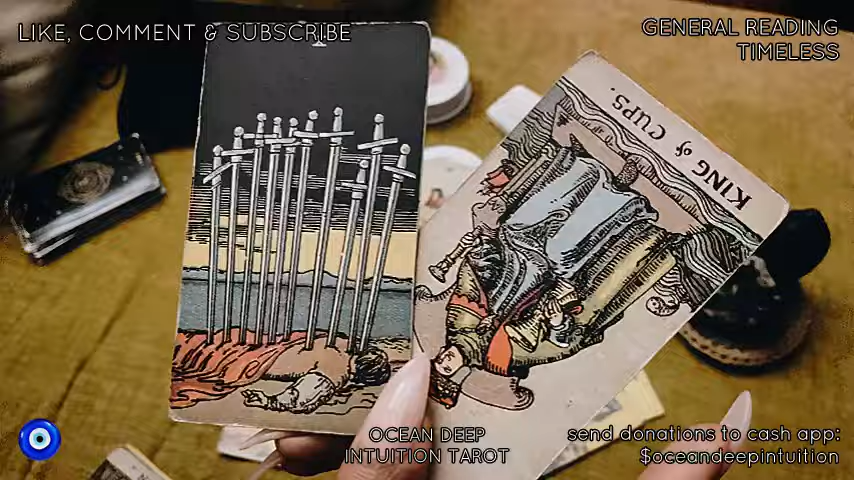 LIKE, COMMENT & SUBSCRIBE
GENERAL READING
TIMELESS
X
KING of CUPS.
OCEAN DEEP
INTUITION TAROT
send donations to cash app:
$oceandeepintuition